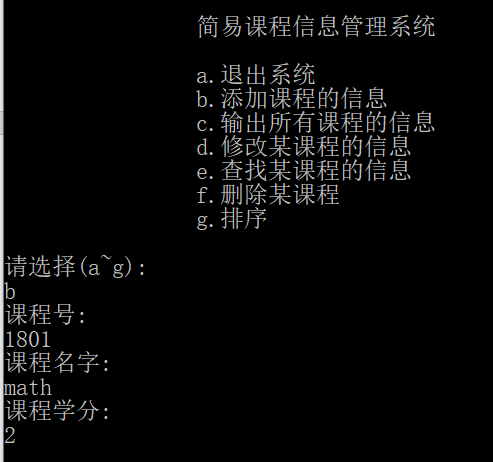 简易课程信息管理系统
a.退出系统
b.添加课程的信息
c.输出所有课程的信息
d.修改某课程的信息
e.查找某课程的信息
f.删除某课程
g.排序
请选择(a~g):
b
课程号:
1801
课程名字:
math
课程学分:
2